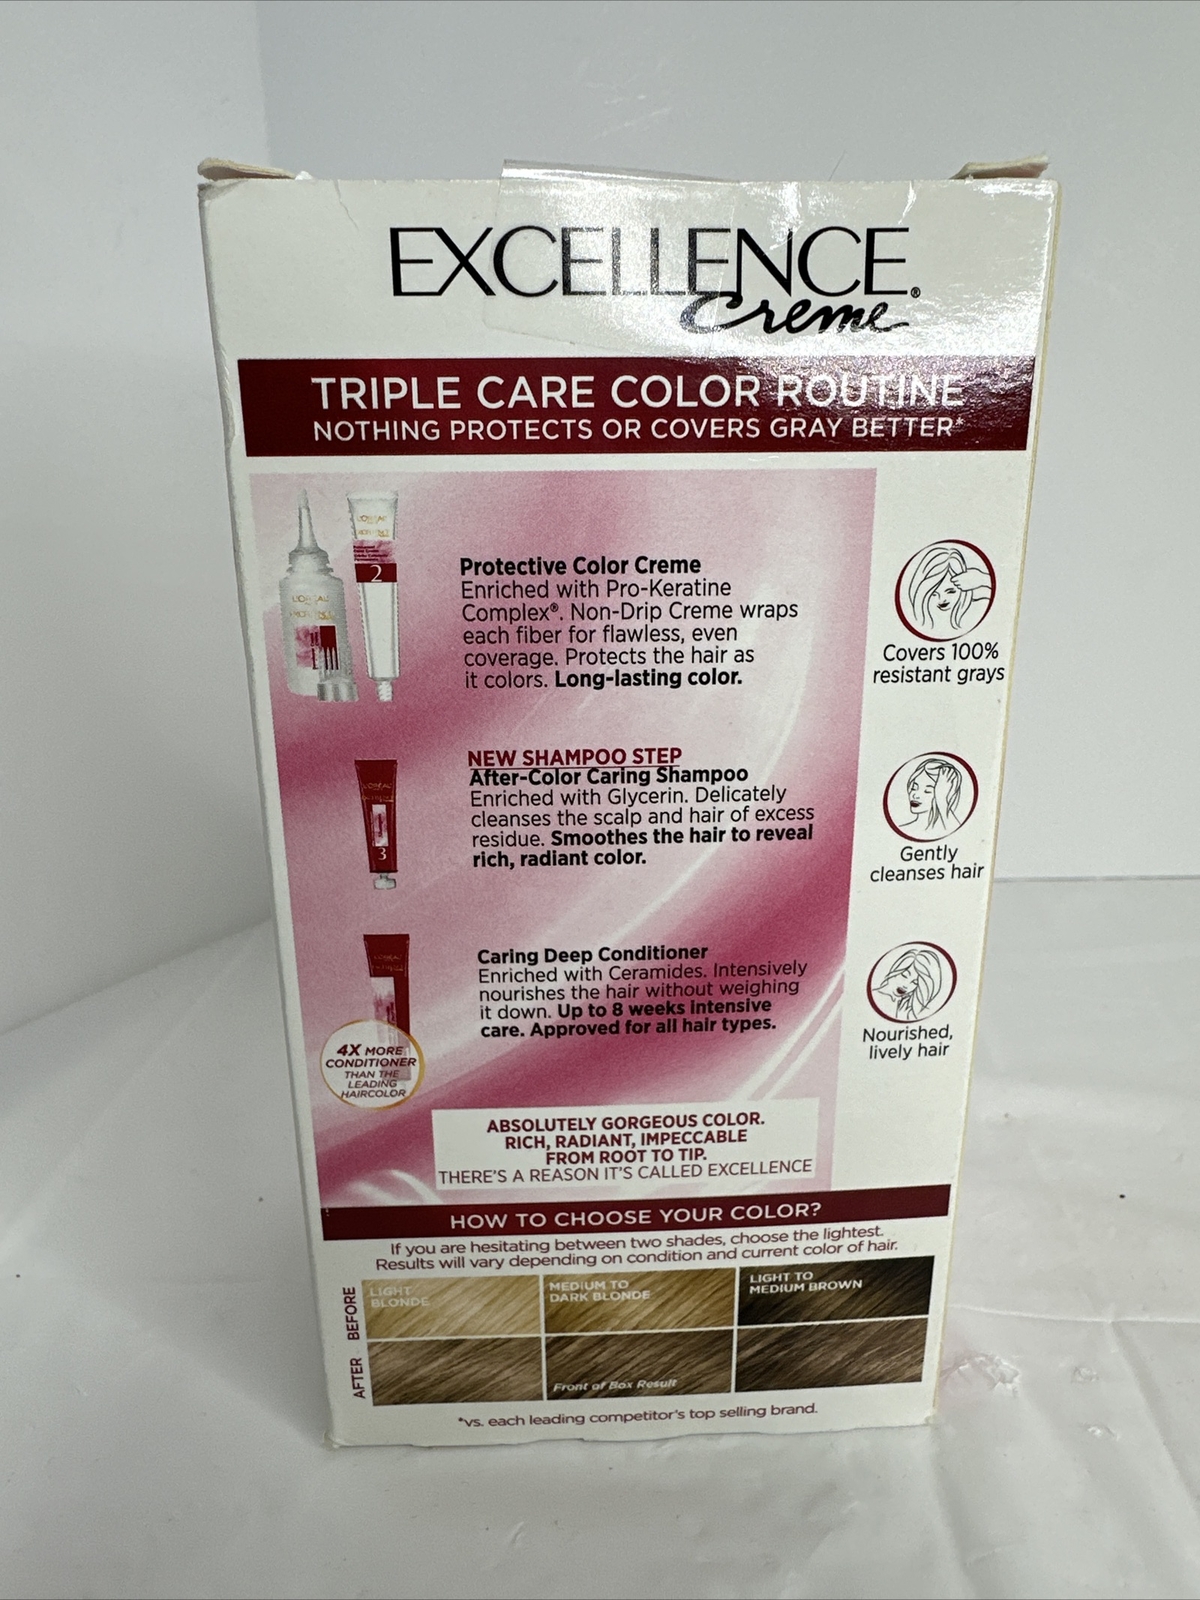 EXCELLENCE®
Creme
TRIPLE CARE COLOR ROUTINE
NOTHING PROTECTS OR COVERS GRAY BETTER*
L'ORÉAL
2
L'ORÉAL
Protective Color Creme
Enriched with Pro-Keratine
Complex®. Non-Drip Creme wraps
each fiber for flawless, even
coverage. Protects the hair as
it colors. Long-lasting color.
Covers 100%
resistant grays
3
NEW SHAMPOO STEP
After-Color Caring Shampoo
Enriched with Glycerin. Delicately
cleanses the scalp and hair of excess
residue. Smoothes the hair to reveal
rich, radiant color.
Gently
cleanses hair
Caring Deep Conditioner
Enriched with Ceramides. Intensively
nourishes the hair without weighing
it down. Up to 8 weeks intensive
care. Approved for all hair types.
Nourished,
lively hair
4X MORE
CONDITIONER
THAN THE
LEADING
HAIRCOLOR
ABSOLUTELY GORGEOUS COLOR.
RICH, RADIANT, IMPECCABLE
FROM ROOT TO TIP.
THERE'S A REASON IT'S CALLED EXCELLENCE
HOW TO CHOOSE YOUR COLOR?
If you are hesitating between two shades, choose the lightest.
Results will vary depending on condition and current color of hair.
BEFORE
LIGHT
BLONDE
MEDIUM TO
DARK BLONDE
LIGHT TO
MEDIUM BROWN
AFTER
Front of Box Result
*vs. each leading competitor's top selling brand.